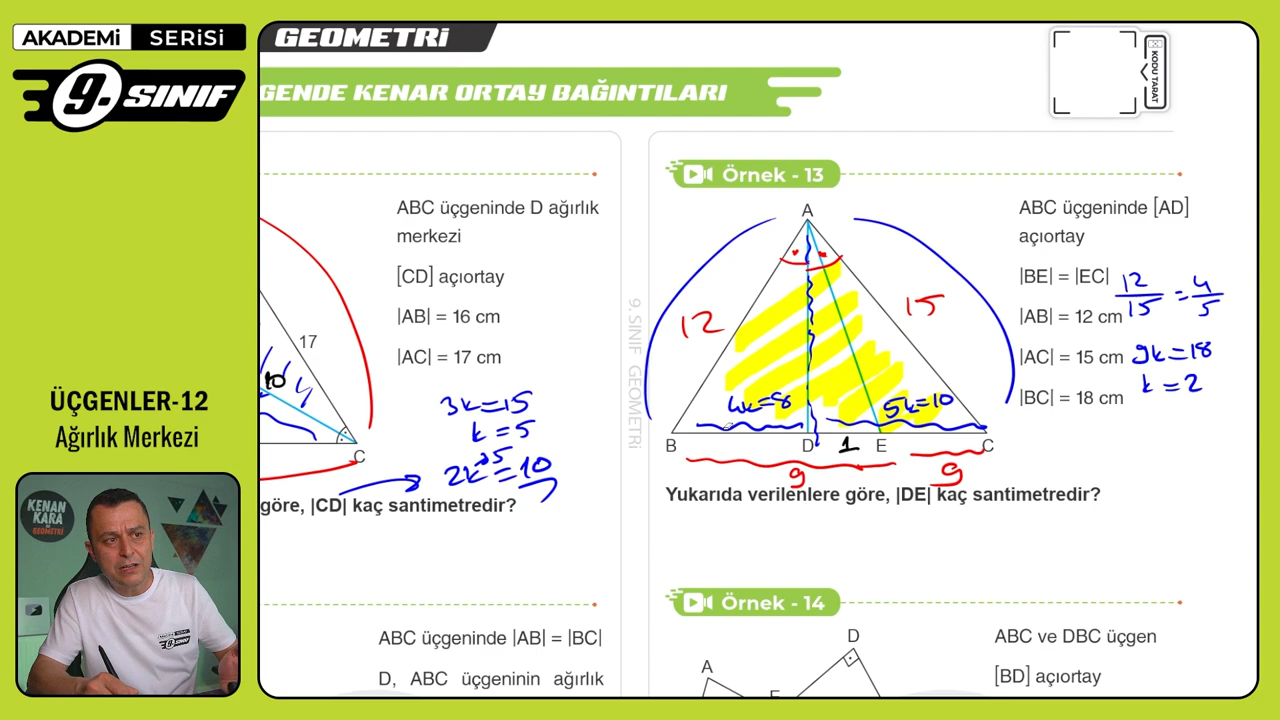 AKADEMİ SERİSİ
9. SINIF
GEOMETRİ
GENDE KENAR ORTAY BAĞINTILARI
KODU TARAT
ABC üçgeninde D ağırlık
merkezi
[CD] açıortay
|AB| = 16 cm
|AC| = 17 cm
17
10
C
3k=15
k=5
2k=10
göre, |CD| kaç santimetredir?
ABC üçgeninde |AB| = |BC|
D, ABC üçgeninin ağırlık
9. SINIF GEOMETRİ
Örnek - 13
A
12
15
4k=8
5k=10
B
D
1
E
C
9
9
ABC üçgeninde [AD]
açıortay
|BE| = |EC|
12/15 = 4/5
|AB| = 12 cm
|AC| = 15 cm
9k=18
k=2
|BC| = 18 cm
Yukarıda verilenlere göre, |DE| kaç santimetredir?
Örnek - 14
D
A
E
ABC ve DBC üçgen
[BD] açıortay
ÜÇGENLER-12
Ağırlık Merkezi
KENAN
KARA
GEOMETRİ